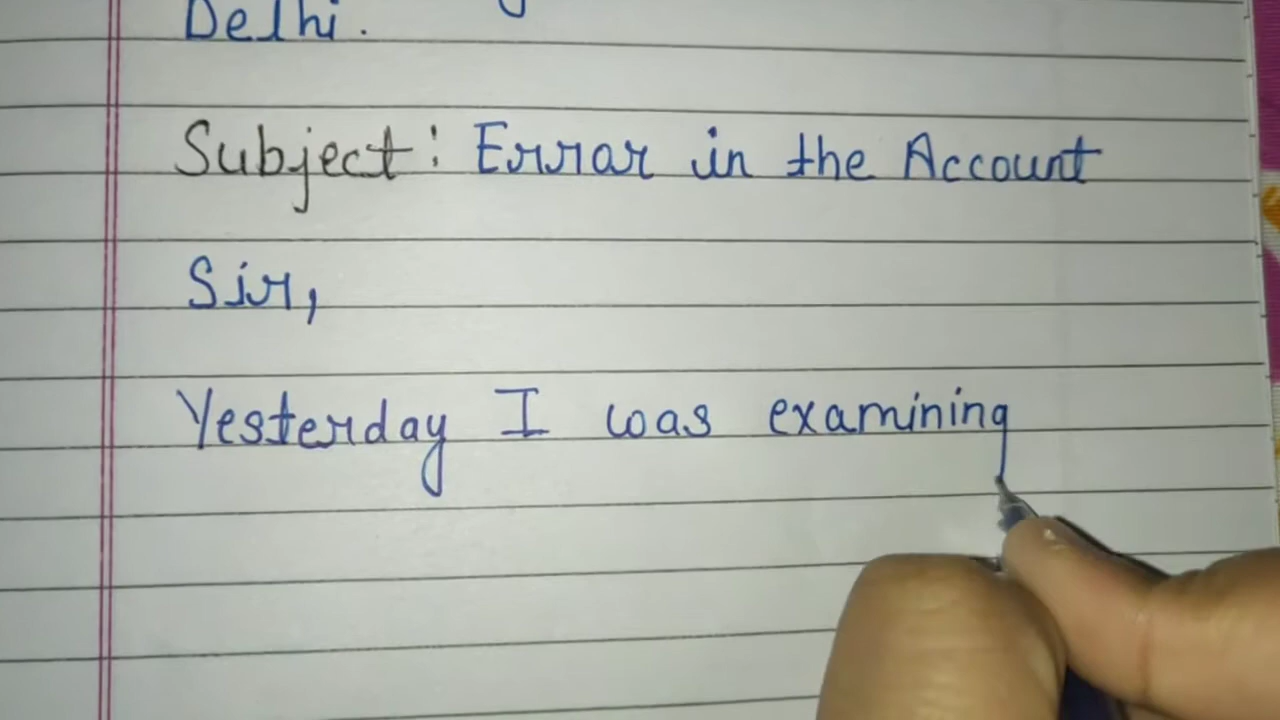 Delhi.
Subject: Errar in the Account
Sir,
Yesterday I was examining